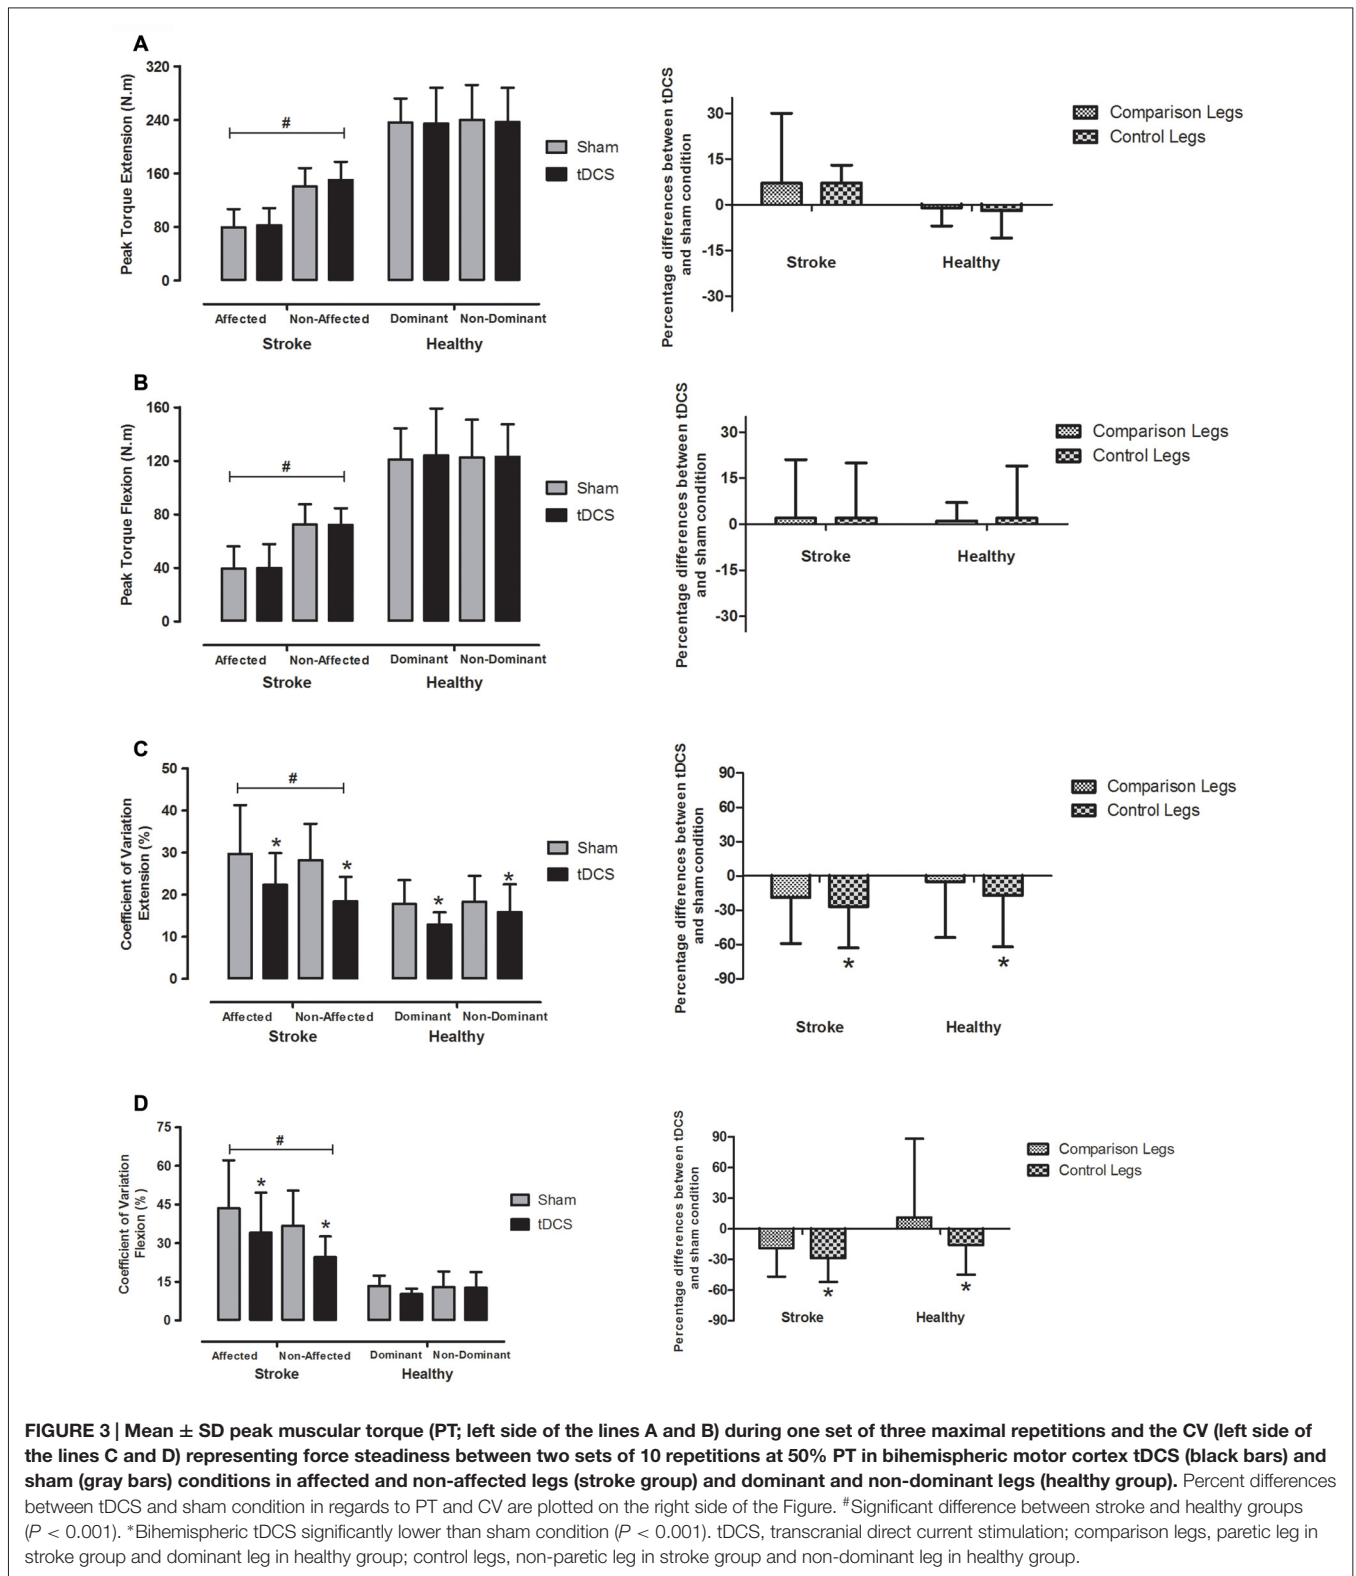 A
Peak Torque Extension (N.m)
320
240
160
80
0
#
Sham
tDCS
Affected Non-Affected Dominant Non-Dominant
Stroke Healthy
Percentage differences between tDCS
and sham condition
30
15
0
-15
-30
Comparison Legs
Control Legs
Stroke Healthy
B
Peak Torque Flexion (N.m)
160
120
80
40
0
#
Sham
tDCS
Affected Non-Affected Dominant Non-Dominant
Stroke Healthy
Percentage differences between tDCS
and sham condition
30
15
0
-15
-30
Comparison Legs
Control Legs
Stroke Healthy
C
Coefficient of Variation
Extension (%)
50
40
30
20
10
0
#
* * * *
Sham
tDCS
Affected Non-Affected Dominant Non-Dominant
Stroke Healthy
Percentage differences between tDCS
and sham condition
90
60
30
0
-30
-60
-90
* *
Comparison Legs
Control Legs
Stroke Healthy
D
Coefficient of Variation
Flexion (%)
75
60
45
30
15
0
#
* *
Sham
tDCS
Affected Non-Affected Dominant Non-Dominant
Stroke Healthy
Percentage differences between tDCS
and sham condition
90
60
30
0
-30
-60
-90
* *
Comparison Legs
Control Legs
Stroke Healthy
FIGURE 3 | Mean ± SD peak muscular torque (PT; left side of the lines A and B) during one set of three maximal repetitions and the CV (left side of
the lines C and D) representing force steadiness between two sets of 10 repetitions at 50% PT in bihemispheric motor cortex tDCS (black bars) and
sham (gray bars) conditions in affected and non-affected legs (stroke group) and dominant and non-dominant legs (healthy group). Percent differences
between tDCS and sham condition in regards to PT and CV are plotted on the right side of the Figure. #Significant difference between stroke and healthy groups
(P < 0.001). *Bihemispheric tDCS significantly lower than sham condition (P < 0.001). tDCS, transcranial direct current stimulation; comparison legs, paretic leg in
stroke group and dominant leg in healthy group; control legs, non-paretic leg in stroke group and non-dominant leg in healthy group.